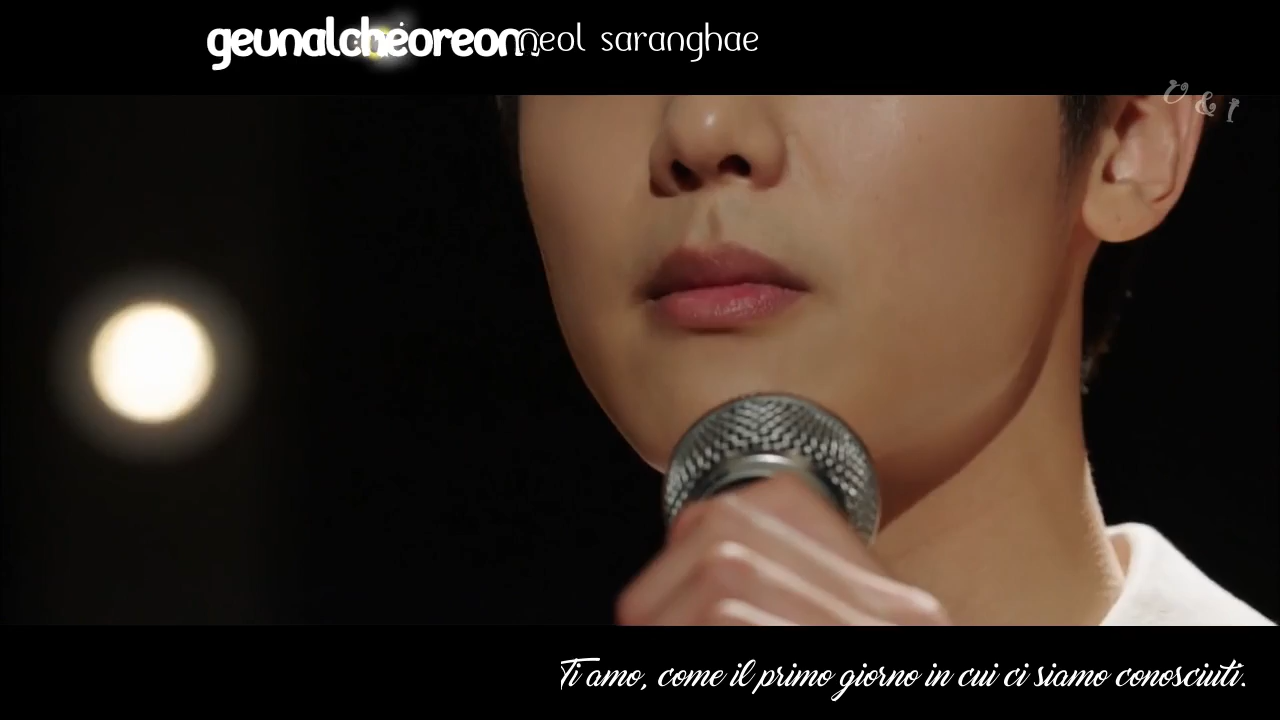 geunalcheoreom neol saranghae
U & I
Ti amo, come il primo giorno in cui ci siamo conosciuti.